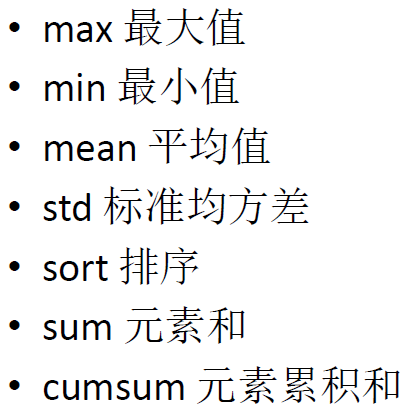 • max 最大值
• min 最小值
• mean 平均值
• std 标准均方差
• sort 排序
• sum 元素和
• cumsum 元素累积和